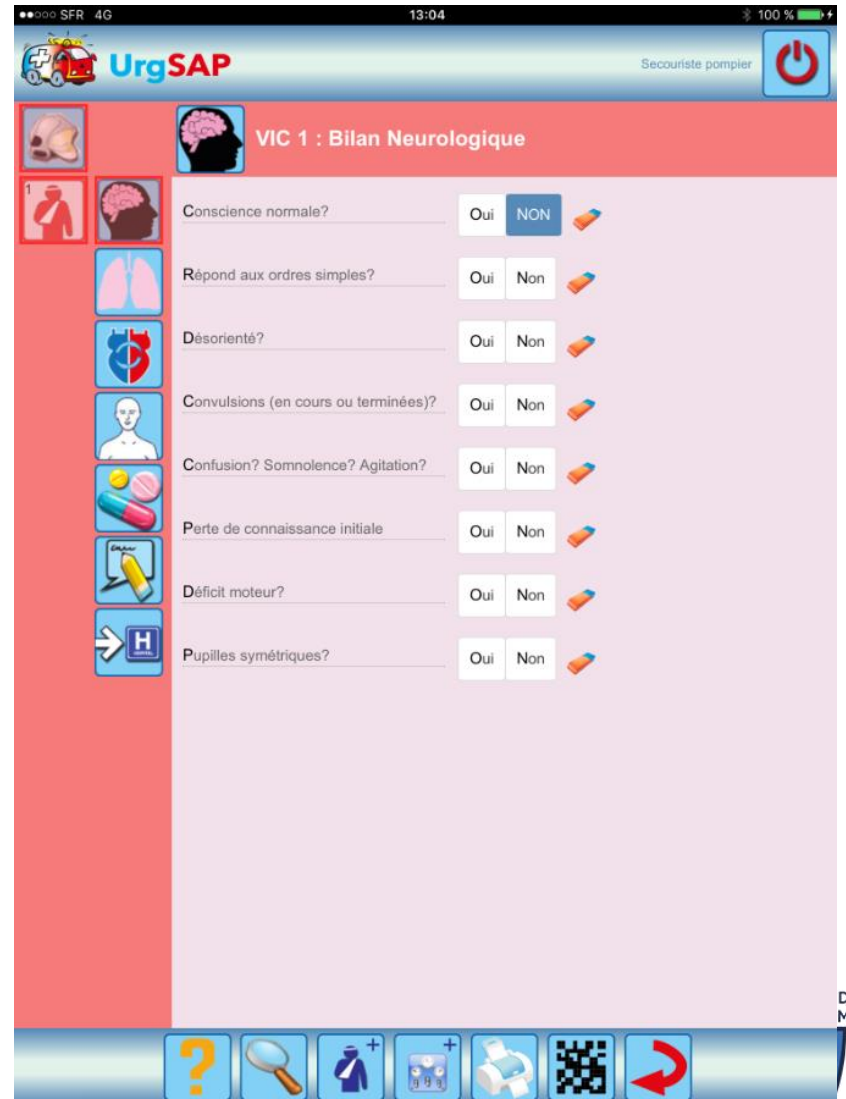 ●●○○○ SFR 4G 13:04 100 %
UrgSAP
Secouriste pompier
VIC 1 : Bilan Neurologique
1
Conscience normale? Oui NON
Répond aux ordres simples? Oui Non
Désorienté? Oui Non
Convulsions (en cours ou terminées)? Oui Non
Confusion? Somnolence? Agitation? Oui Non
Perte de connaissance initiale Oui Non
Déficit moteur? Oui Non
H
Pupilles symétriques? Oui Non
D
M
?
+
+